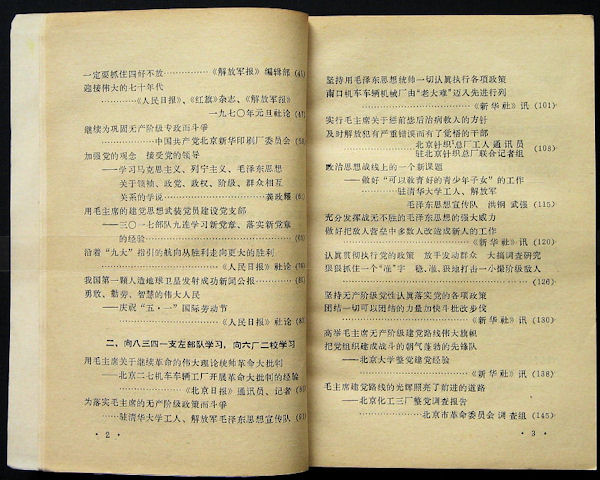 一定要抓住四好不放……………《解放军报》编辑部 (41)
迎接伟大的七十年代
……………《人民日报》、《红旗》杂志、《解放军报》
一九七〇年元旦社论 (47)
继续为巩固无产阶级专政而斗争
……………中国共产党北京新华印刷厂委员会
加强党的观念 接受党的领导
——学习马克思主义、列宁主义、毛泽东思想
关于领袖、政党、政权、阶级、群众相互
关系的学说……………龚政释
用毛主席的建党思想武装党员建设党支部
——三〇一七部队九连学习新党章、落实新党章
的经验……………
沿着“九大”指引的航向从胜利走向更大的胜利
……………《人民日报》社论
我国第一颗人造地球卫星发射成功新闻公报………
勇敢、勤劳、智慧的伟大人民
——庆祝“五·一”国际劳动节
……………《人民日报》社论
二、向八三四一支左部队学习，向六厂二校学习
用毛主席关于继续革命的伟大理论统帅革命大批判
——北京二七机车车辆工厂开展革命大批判的经验
……………《北京日报》通讯员、记者
为落实毛主席的无产阶级政策而斗争
……驻清华大学工人、解放军毛泽东思想宣传队
· 2 ·
坚持用毛泽东思想统帅一切认真执行各项政策
南口机车车辆机械厂由“老大难”迈入先进行列
……………《新华社》讯 (101)
实行毛主席关于惩前毖后治病救人的方针
及时解放犯有严重错误而有了觉悟的干部
……………北京针织总厂工人通讯员
驻北京针织总厂联合记者组 (108)
政治思想战线上的一个新课题
——做好“可以教育好的青少年子女”的工作
……………驻清华大学工人、解放军
毛泽东思想宣传队 洪钢 武强 (115)
充分发挥战无不胜的毛泽东思想的强大威力
做好把敌人营垒中多数人改造成新人的工作
……………《新华社》讯 (120)
认真贯彻执行党的政策 放手发动群众 大搞调查研究
狠狠抓住一个“准”字 稳、准、狠地打击一小撮阶级敌人
…………… (126)
坚持无产阶级党性认真落实党的各项政策
团结一切可以团结的力量加快斗批改步伐
……………《新华社》讯 (130)
高举毛主席无产阶级建党路线伟大旗帜
把党组织建成战斗的朝气蓬勃的先锋队
——北京大学整党建党经验
……………《新华社》讯 (138)
毛主席建党路线的光辉照亮了前进的道路
——北京化工三厂整党调查报告
……………北京市革命委员会调查组 (145)
· 3 ·